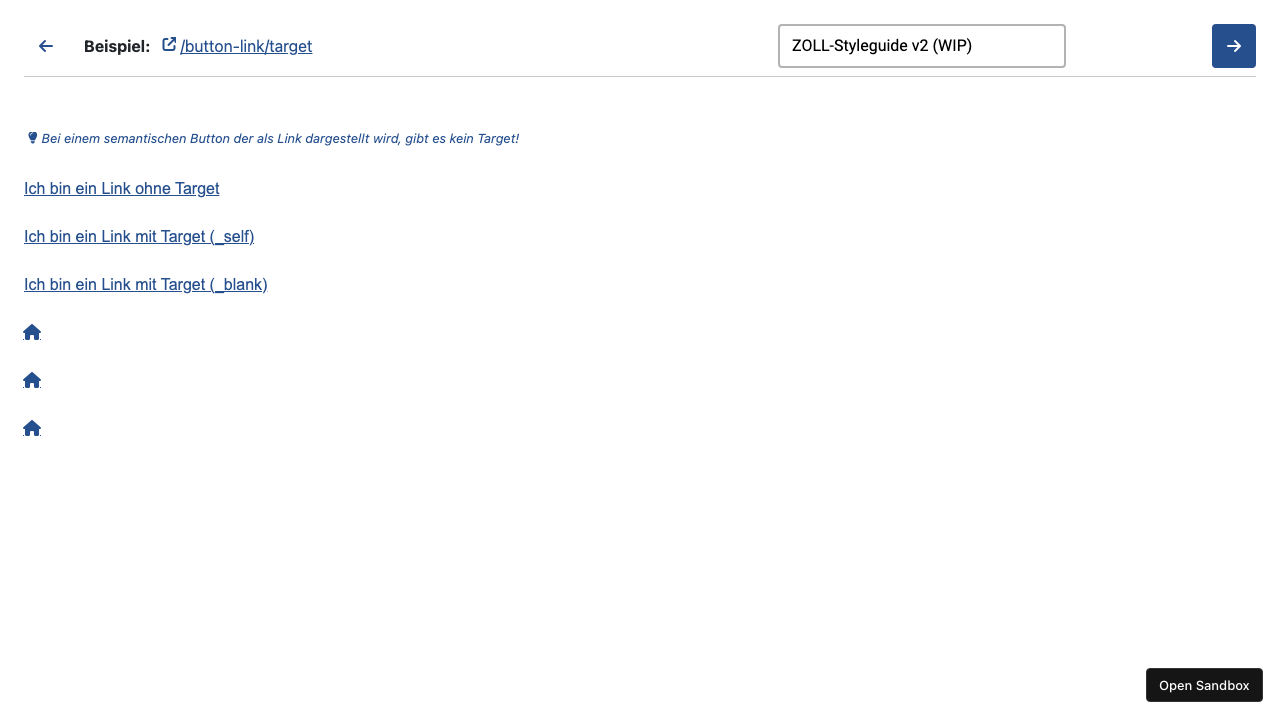 Beispiel: /button-link/target
ZOLL-Styleguide v2 (WIP)
Bei einem semantischen Button der als Link dargestellt wird, gibt es kein Target!
Ich bin ein Link ohne Target
Ich bin ein Link mit Target (_self)
Ich bin ein Link mit Target (_blank)
Open Sandbox